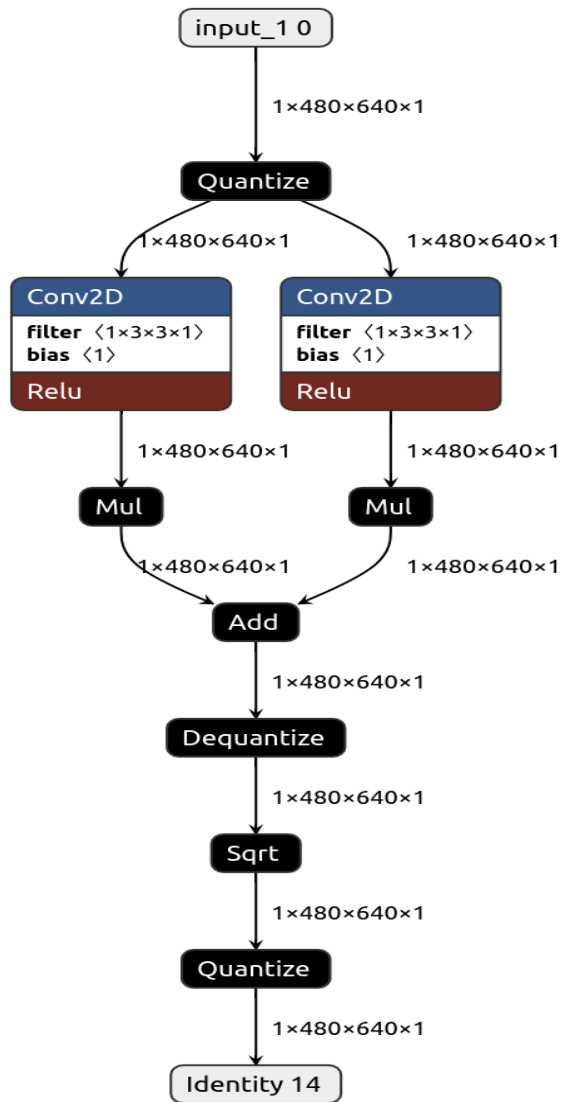 input_1 0
1×480×640×1
Quantize
1×480×640×1 1×480×640×1
Conv2D Conv2D
filter 〈1×3×3×1〉 filter 〈1×3×3×1〉
bias 〈1〉 bias 〈1〉
Relu Relu
1×480×640×1 1×480×640×1
Mul Mul
1×480×640×1 1×480×640×1
Add
1×480×640×1
Dequantize
1×480×640×1
Sqrt
1×480×640×1
Quantize
1×480×640×1
Identity 14